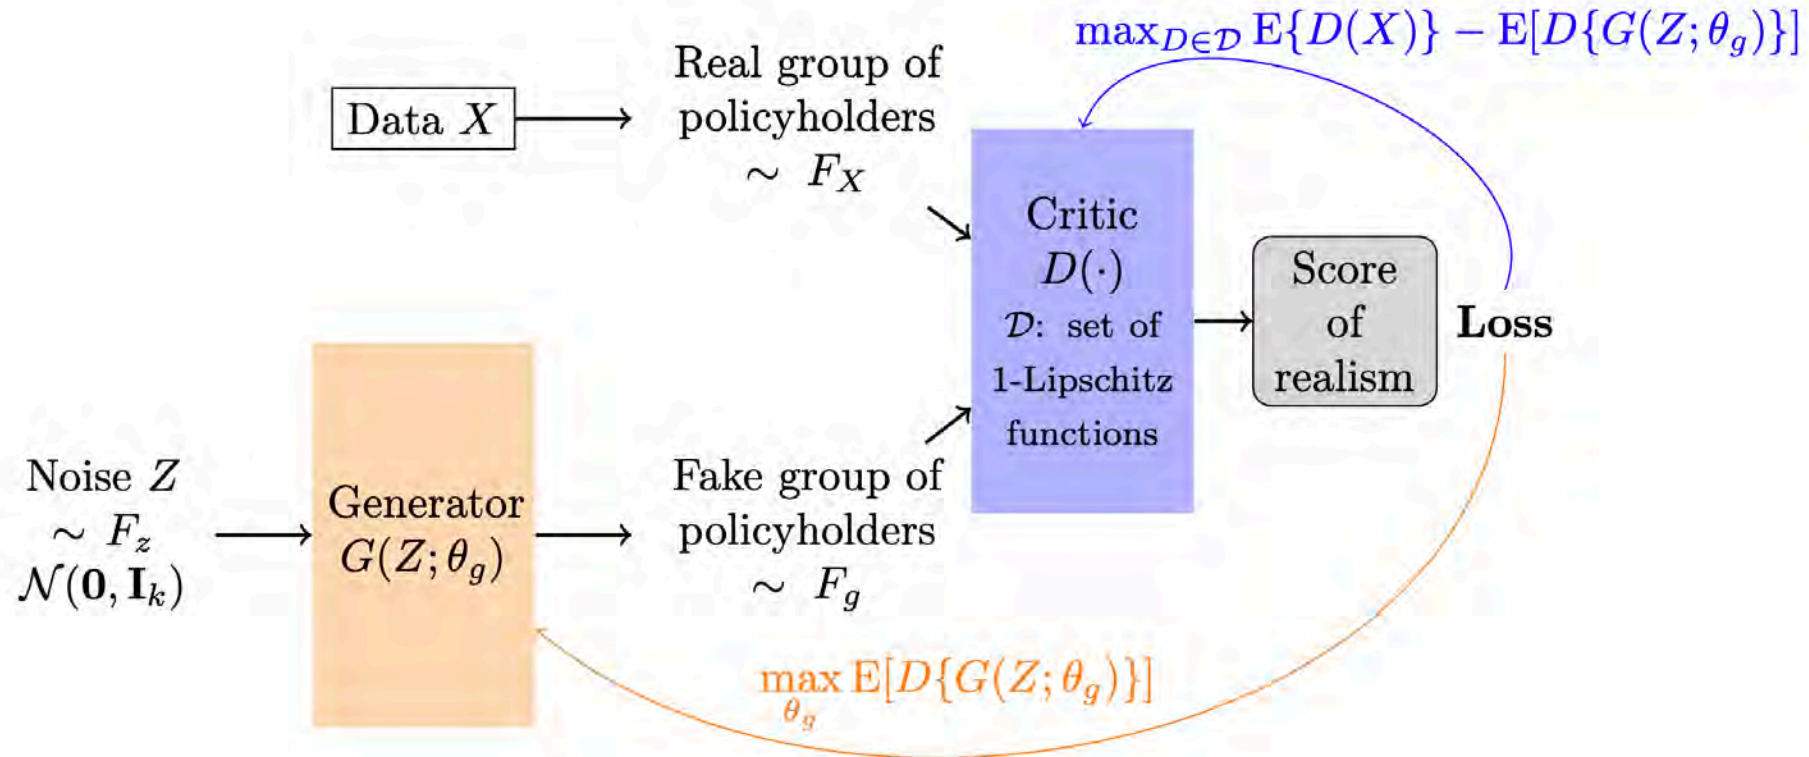 max_{D∈𝒟} E{D(X)} − E[D{G(Z; θ_g)}]
Data X
Real group of
policyholders
∼ F_X
Critic
D(·)
𝒟: set of
1-Lipschitz
functions
Score
of
realism
Loss
Noise Z
∼ F_z
𝒩(𝟎, 𝐈_k)
Generator
G(Z; θ_g)
Fake group of
policyholders
∼ F_g
max_{θ_g} E[D{G(Z; θ_g)}]